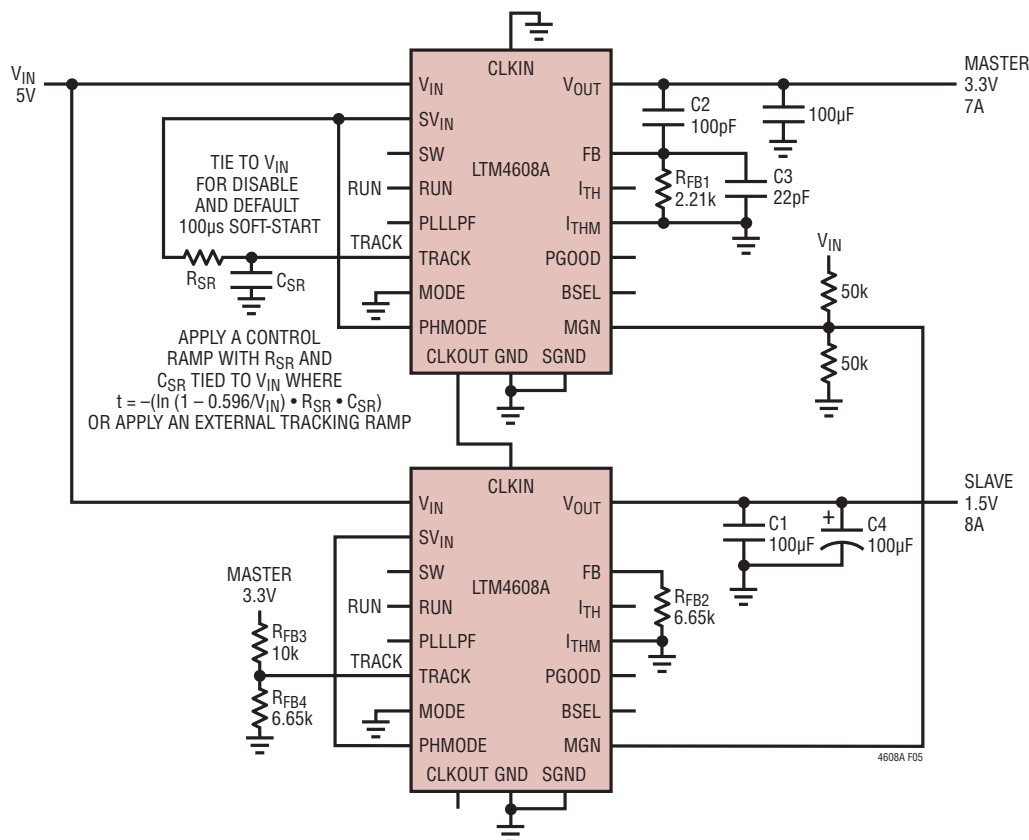 VIN
5V
TIE TO VIN
FOR DISABLE
AND DEFAULT
100µs SOFT-START
RSR
CSR
APPLY A CONTROL
RAMP WITH RSR AND
CSR TIED TO VIN WHERE
t = –(ln (1 – 0.596/VIN) • RSR • CSR)
OR APPLY AN EXTERNAL TRACKING RAMP
RUN
TRACK
CLKIN
VIN
SVIN
SW
RUN
PLLLPF
TRACK
MODE
PHMODE
LTM4608A
VOUT
FB
ITH
ITHM
PGOOD
BSEL
MGN
CLKOUT GND SGND
C2
100pF
100µF
RFB1
2.21k
C3
22pF
MASTER
3.3V
7A
VIN
50k
50k
MASTER
3.3V
RFB3
10k
RFB4
6.65k
RUN
TRACK
CLKIN
VIN
SVIN
SW
RUN
PLLLPF
TRACK
MODE
PHMODE
LTM4608A
VOUT
FB
ITH
ITHM
PGOOD
BSEL
MGN
CLKOUT GND SGND
C1
100µF
+
C4
100µF
RFB2
6.65k
SLAVE
1.5V
8A
4608A F05